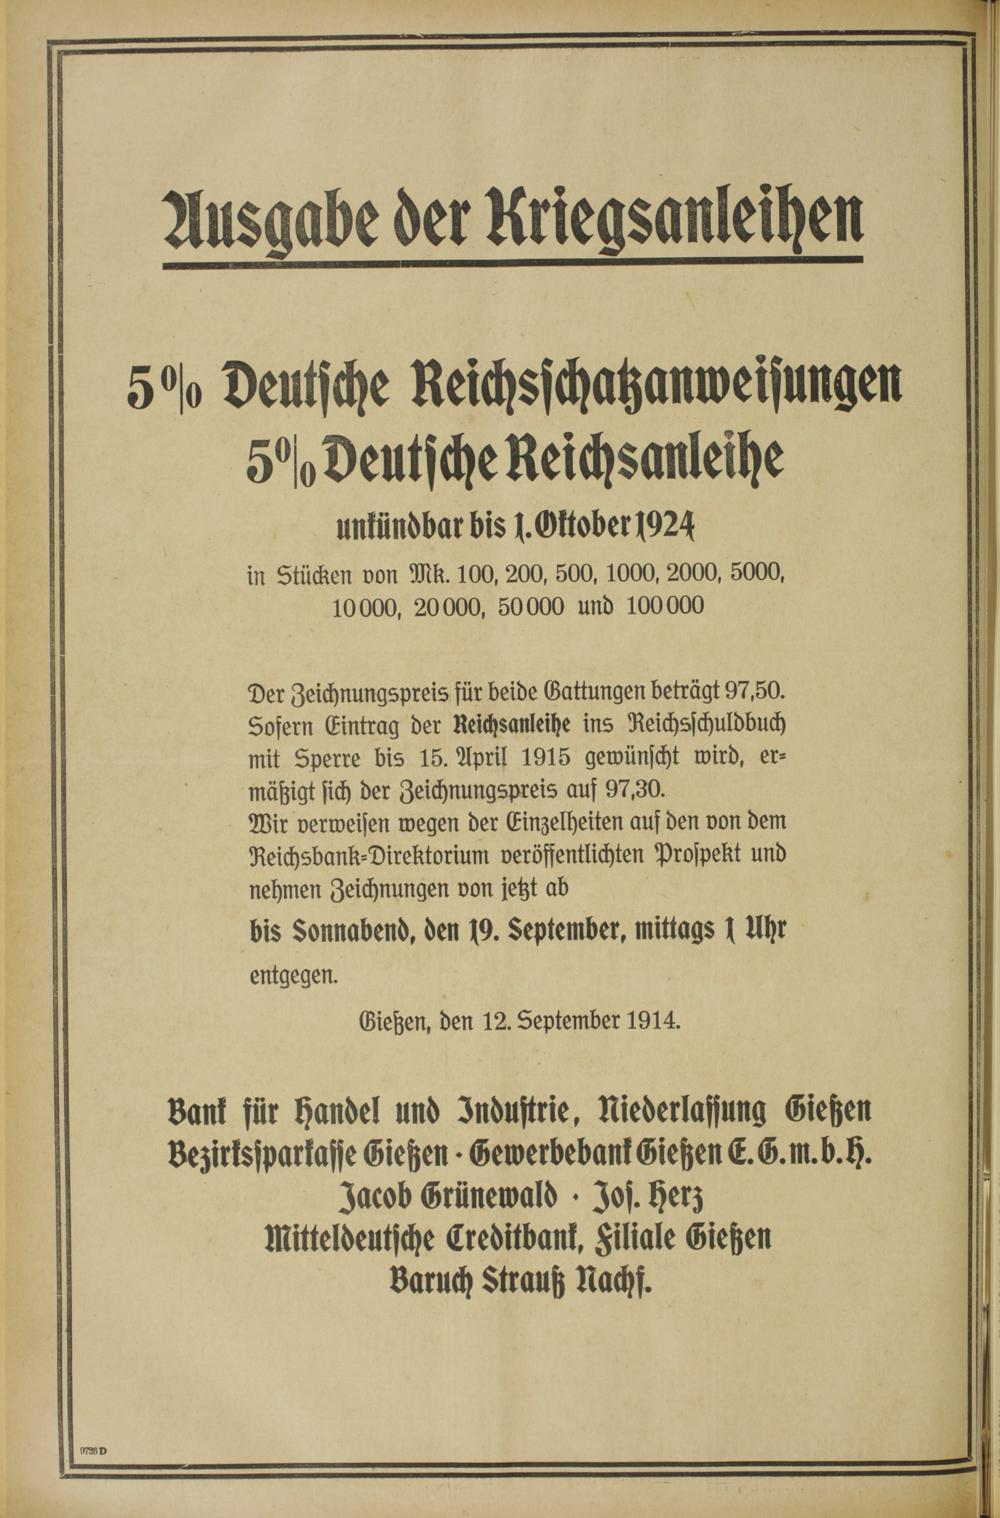 Ausgabe der Kriegsanleihen
5% Deutsche Reichsschatzanweisungen
5% Deutsche Reichsanleihe
unkündbar bis 1. Oktober 1924
in Stücken von Mk. 100, 200, 500, 1000, 2000, 5000,
10000, 20000, 50000 und 100000
Der Zeichnungspreis für beide Gattungen beträgt 97,50.
Sofern Eintrag der Reichsanleihe ins Reichsschuldbuch
mit Sperre bis 15. April 1915 gewünscht wird, er-
mäßigt sich der Zeichnungspreis auf 97,30.
Wir verweisen wegen der Einzelheiten auf den von dem
Reichsbank-Direktorium veröffentlichten Prospekt und
nehmen Zeichnungen von jetzt ab
bis Sonnabend, den 19. September, mittags 1 Uhr
entgegen.
Gießen, den 12. September 1914.
Bank für Handel und Industrie, Niederlassung Gießen
Bezirkssparkasse Gießen · Gewerbebank Gießen E. G. m. b. H.
Jacob Grünewald · Jos. Herz
Mitteldeutsche Creditbank, Filiale Gießen
Baruch Strauß Nachf.
9726 D